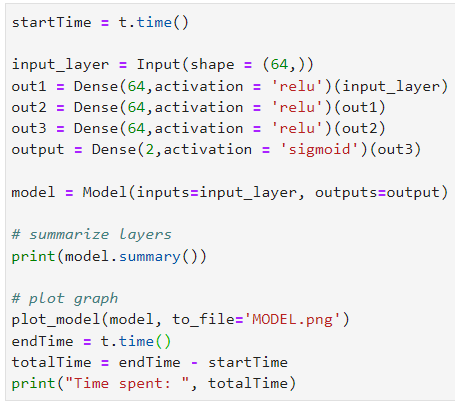 startTime = t.time()
input_layer = Input(shape = (64,))
out1 = Dense(64,activation = 'relu')(input_layer)
out2 = Dense(64,activation = 'relu')(out1)
out3 = Dense(64,activation = 'relu')(out2)
output = Dense(2,activation = 'sigmoid')(out3)
model = Model(inputs=input_layer, outputs=output)
# summarize layers
print(model.summary())
# plot graph
plot_model(model, to_file='MODEL.png')
endTime = t.time()
totalTime = endTime - startTime
print("Time spent: ", totalTime)